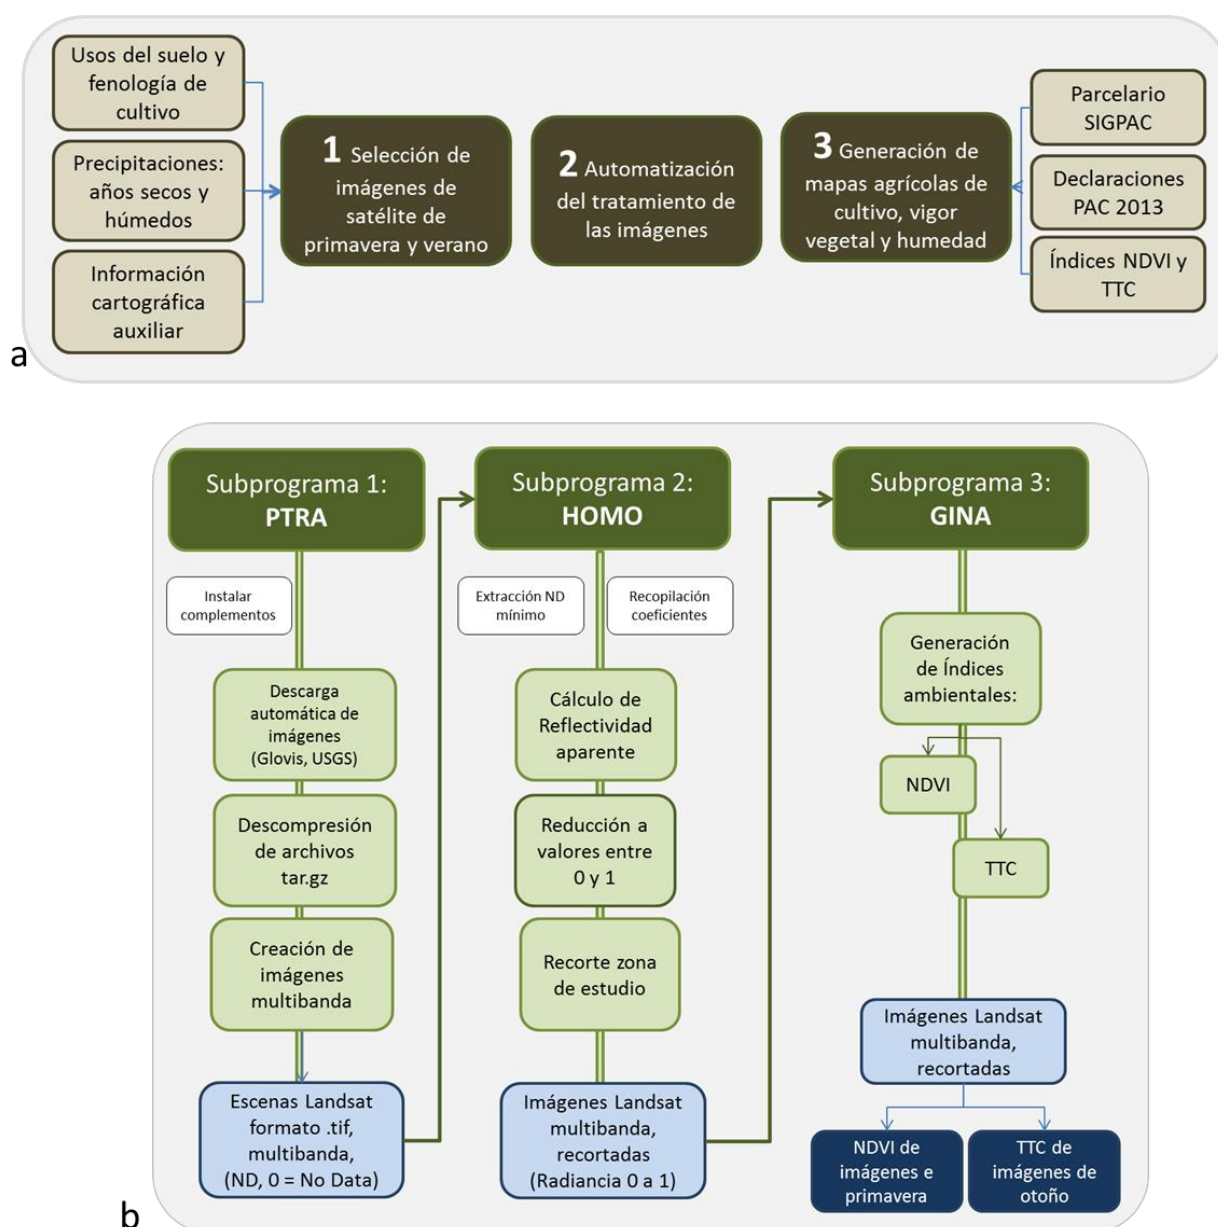 Usos del suelo y
fenología de
cultivo
Precipitaciones:
años secos y
húmedos
Información
cartográfica
auxiliar
1 Selección de
imágenes de
satélite de
primavera y verano
2 Automatización
del tratamiento de
las imágenes
3 Generación de
mapas agrícolas de
cultivo, vigor
vegetal y humedad
Parcelario
SIGPAC
Declaraciones
PAC 2013
Índices NDVI y
TTC
a
Subprograma 1:
PTRA
Instalar
complementos
Descarga
automática de
imágenes
(Glovis, USGS)
Descompresión
de archivos
tar.gz
Creación de
imágenes
multibanda
Escenas Landsat
formato .tif,
multibanda,
(ND, 0 = No Data)
Subprograma 2:
HOMO
Extracción ND
mínimo
Recopilación
coeficientes
Cálculo de
Reflectividad
aparente
Reducción a
valores entre
0 y 1
Recorte zona
de estudio
Imágenes Landsat
multibanda,
recortadas
(Radiancia 0 a 1)
Subprograma 3:
GINA
Generación
de Índices
ambientales:
NDVI
TTC
Imágenes Landsat
multibanda,
recortadas
NDVI de
imágenes e
primavera
TTC de
imágenes de
otoño
b